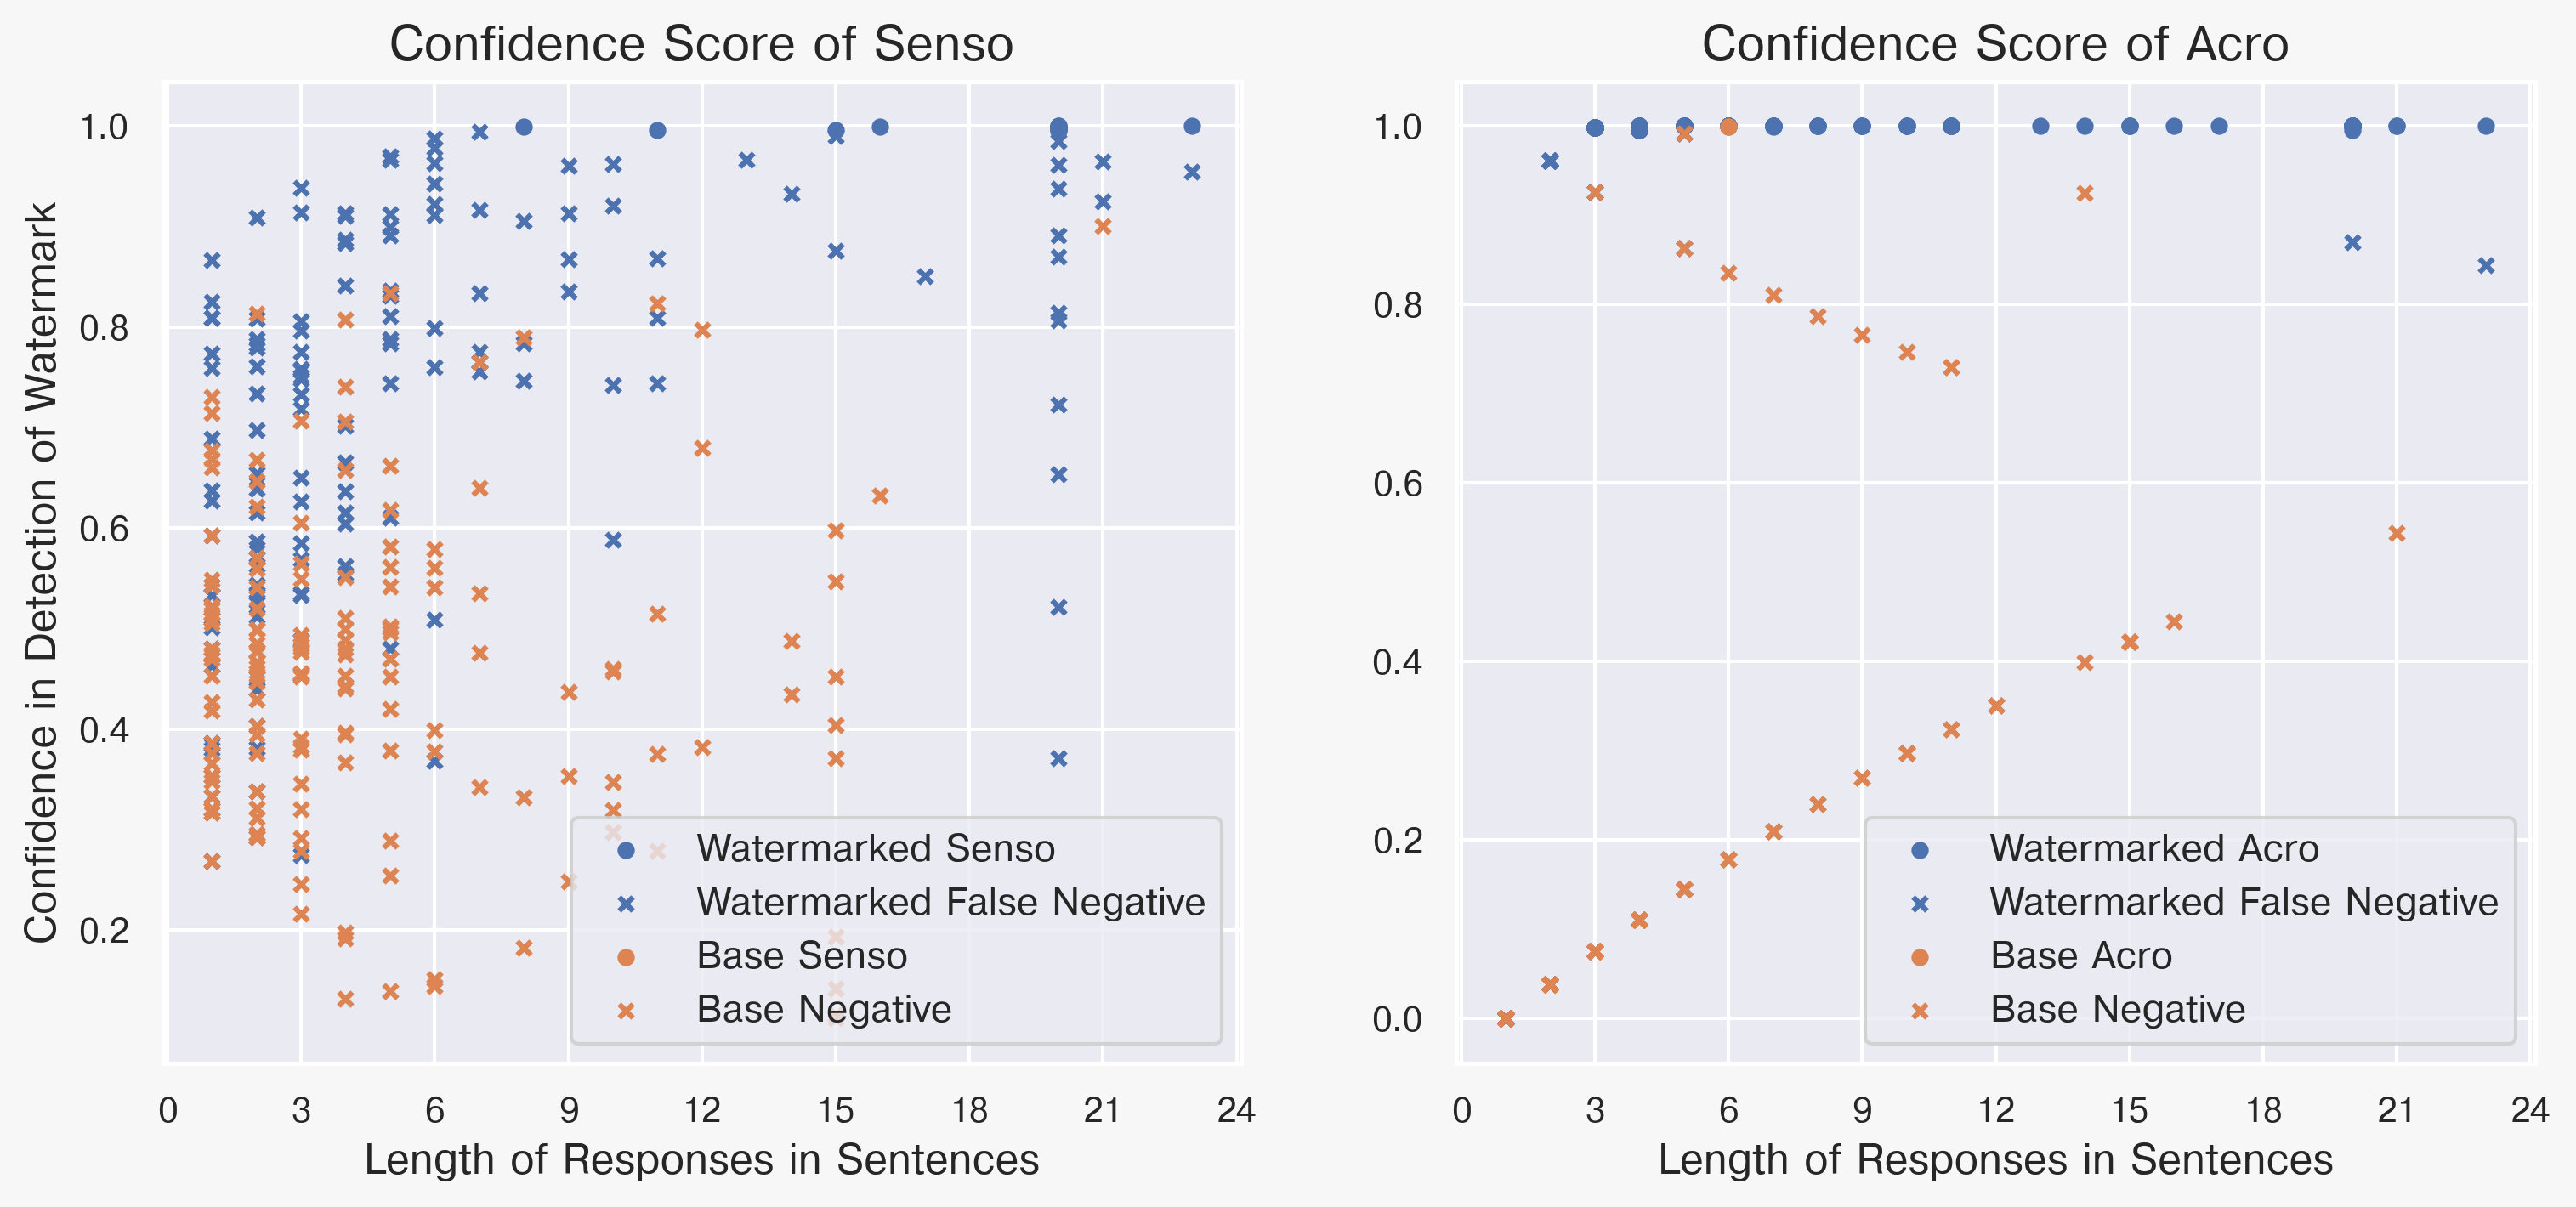 Confidence Score of Senso
Confidence in Detection of Watermark
1.0
0.8
0.6
0.4
0.2
Watermarked Senso
Watermarked False Negative
Base Senso
Base Negative
0 3 6 9 12 15 18 21 24
Length of Responses in Sentences
Confidence Score of Acro
1.0
0.8
0.6
0.4
0.2
0.0
Watermarked Acro
Watermarked False Negative
Base Acro
Base Negative
0 3 6 9 12 15 18 21 24
Length of Responses in Sentences